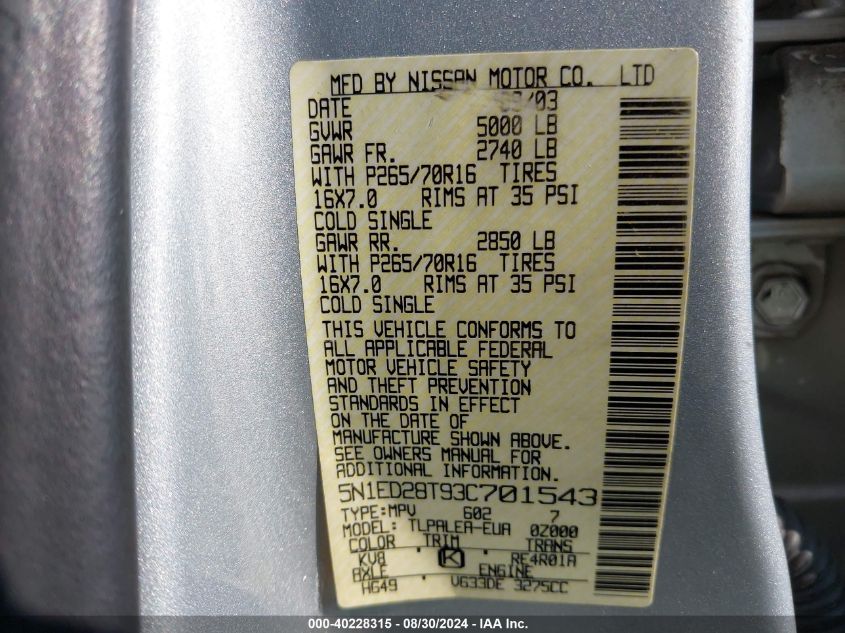 MFD BY NISSAN MOTOR CO. LTD
DATE /03
GVWR 5000 LB
GAWR FR. 2740 LB
WITH P265/70R16 TIRES
16X7.0 RIMS AT 35 PSI
COLD SINGLE
GAWR RR. 2850 LB
WITH P265/70R16 TIRES
16X7.0 RIMS AT 35 PSI
COLD SINGLE
THIS VEHICLE CONFORMS TO
ALL APPLICABLE FEDERAL
MOTOR VEHICLE SAFETY
AND THEFT PREVENTION
STANDARDS IN EFFECT
ON THE DATE OF
MANUFACTURE SHOWN ABOVE.
SEE OWNERS MANUAL FOR
ADDITIONAL INFORMATION.
5N1ED28T93C701543
TYPE:MPV 602 7
MODEL: TLPALEA-EUA 0Z000
COLOR TRIM TRANS
KV8 K RE4R01A
AXLE ENGINE
HG49 VG33DE 3275CC
000-40228315 - 08/30/2024 - IAA Inc.